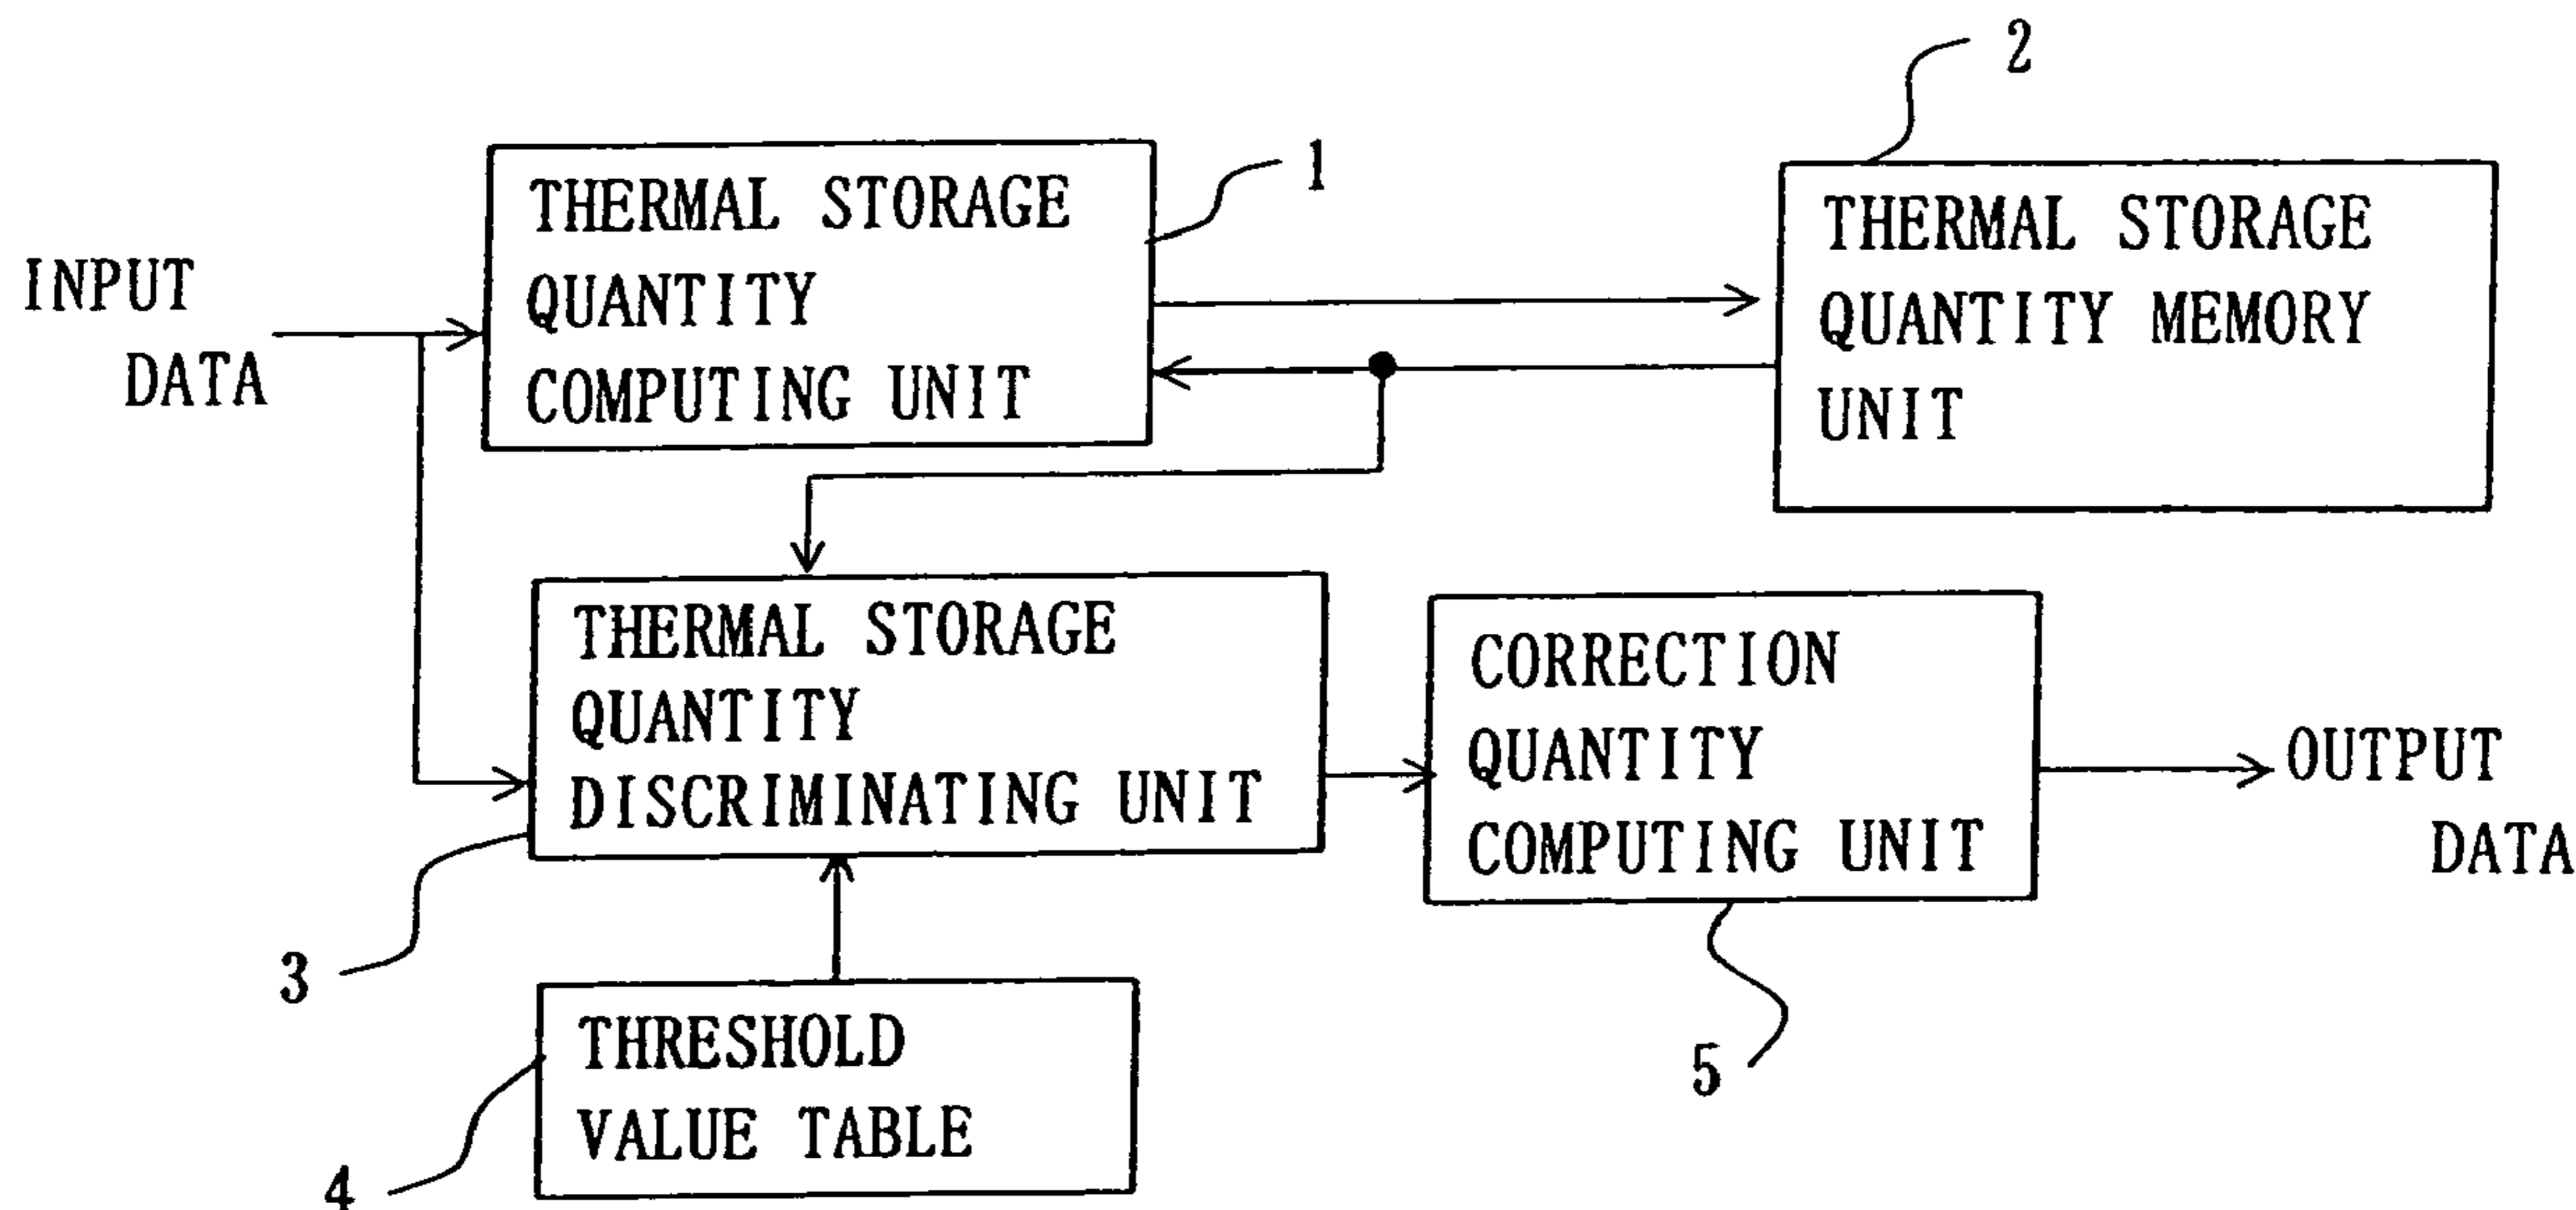 2
1
THERMAL STORAGE
QUANTITY
COMPUTING UNIT
THERMAL STORAGE
QUANTITY MEMORY
UNIT
INPUT
DATA
THERMAL STORAGE
QUANTITY
DISCRIMINATING UNIT
CORRECTION
QUANTITY
COMPUTING UNIT
OUTPUT
DATA
3
THRESHOLD
VALUE TABLE
5
4